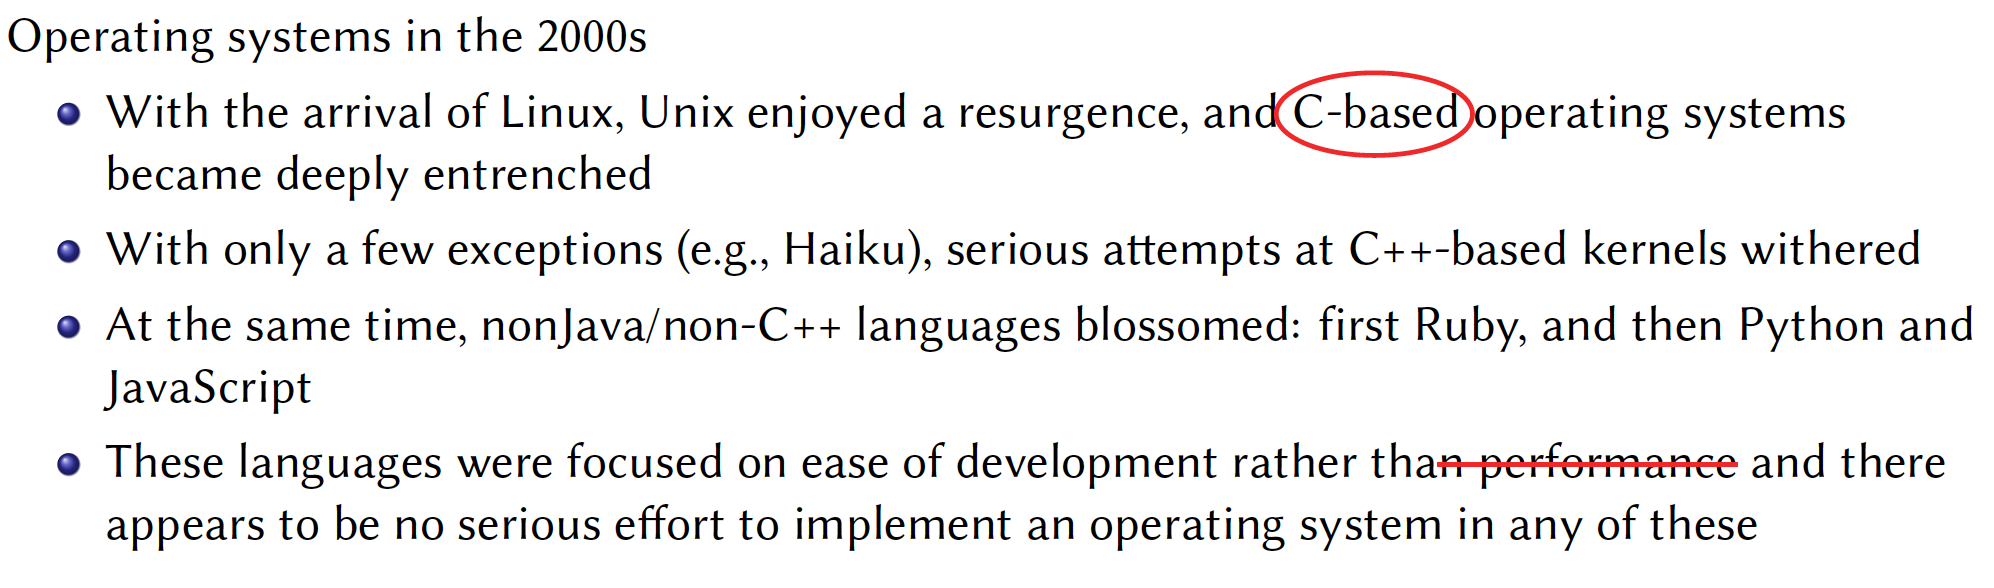 Operating systems in the 2000s
With the arrival of Linux, Unix enjoyed a resurgence, and C-based operating systems
became deeply entrenched
With only a few exceptions (e.g., Haiku), serious attempts at C++-based kernels withered
At the same time, nonJava/non-C++ languages blossomed: first Ruby, and then Python and
JavaScript
These languages were focused on ease of development rather than performance and there
appears to be no serious effort to implement an operating system in any of these